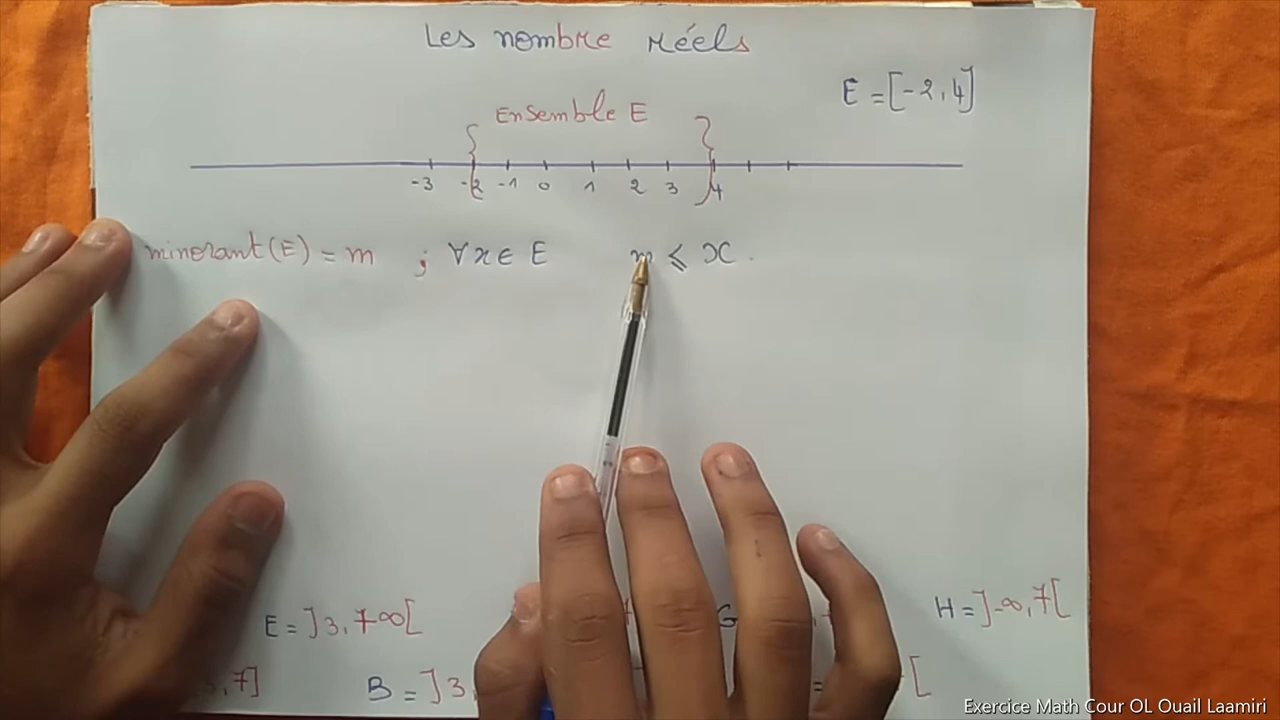 Les nombre réels
E = [-2, 4]
Ensemble E
-3 -2 -1 0 1 2 3 4
minorant (E) = m ; ∀x ∈ E m ⩽ x.
E = ]3, +∞[
H = ]-∞, 7[
, 7]
B = ]3,
= [
Exercice Math Cour OL Ouail Laamiri